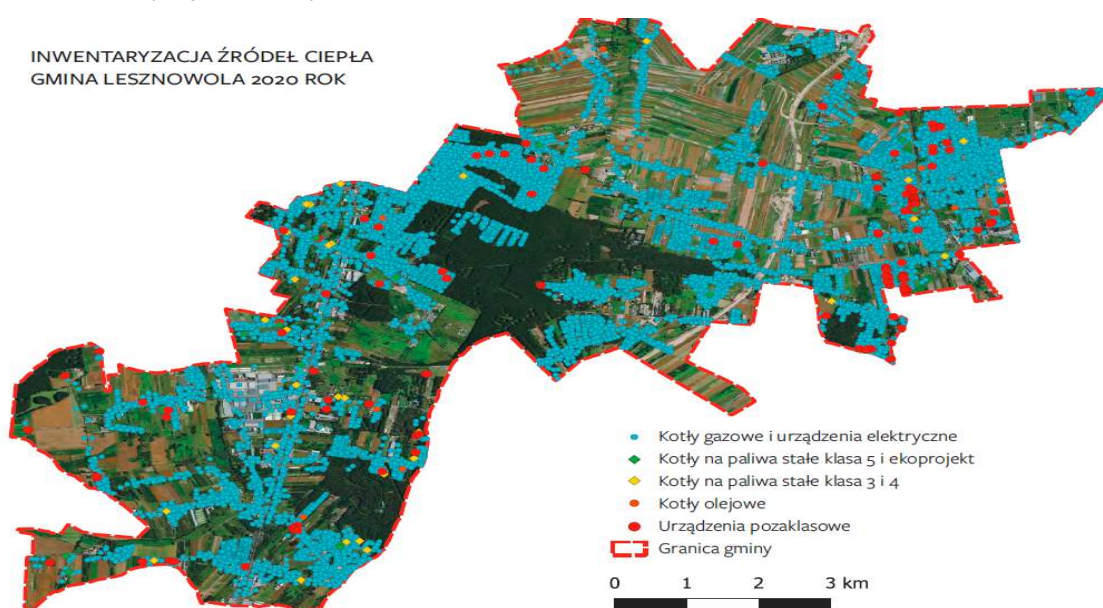 INWENTARYZACJA ŹRÓDEŁ CIEPŁA
GMINA LESZNOWOLA 2020 ROK
Kotły gazowe i urządzenia elektryczne
Kotły na paliwa stałe klasa 5 i ekoprojekt
Kotły na paliwa stałe klasa 3 i 4
Kotły olejowe
Urządzenia pozaklasowe
Granica gminy
0 1 2 3 km